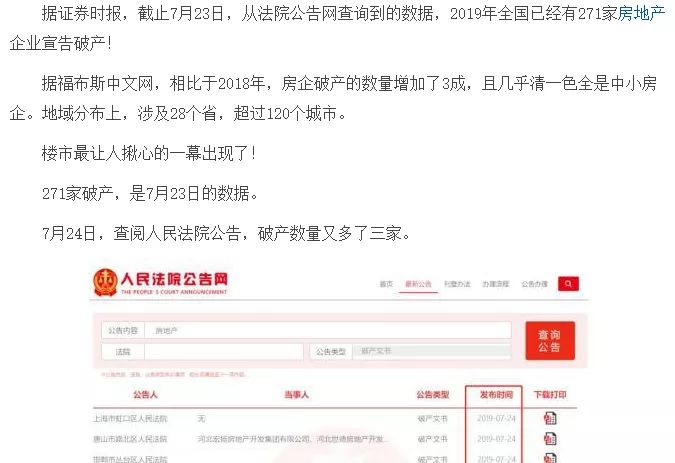 据证券时报，截止7月23日，从法院公告网查询到的数据，2019年全国已经有271家房地产
企业宣告破产！
据福布斯中文网，相比于2018年，房企破产的数量增加了3成，且几乎清一色全是中小房
企。地域分布上，涉及28个省，超过120个城市。
楼市最让人揪心的一幕出现了！
271家破产，是7月23日的数据。
7月24日，查阅人民法院公告，破产数量又多了三家。
人民法院公告网
THE PEOPLE'S COURT ANNOUNCEMENT
首页 最新公告 刊登办法 办理流程 公告办理
公告内容 房地产
法院 公告类型 破产文书
查询
公告
公告人 当事人 公告类型 发布时间 下载打印
上海市虹口区人民法院 无 破产文书 2019-07-24
唐山市路北区人民法院 河北宏扬房地产开发集团有限公司、河北世德房地产开发... 破产文书 2019-07-24
邯郸市丛台区人民法院 破产文书 2019-07-24